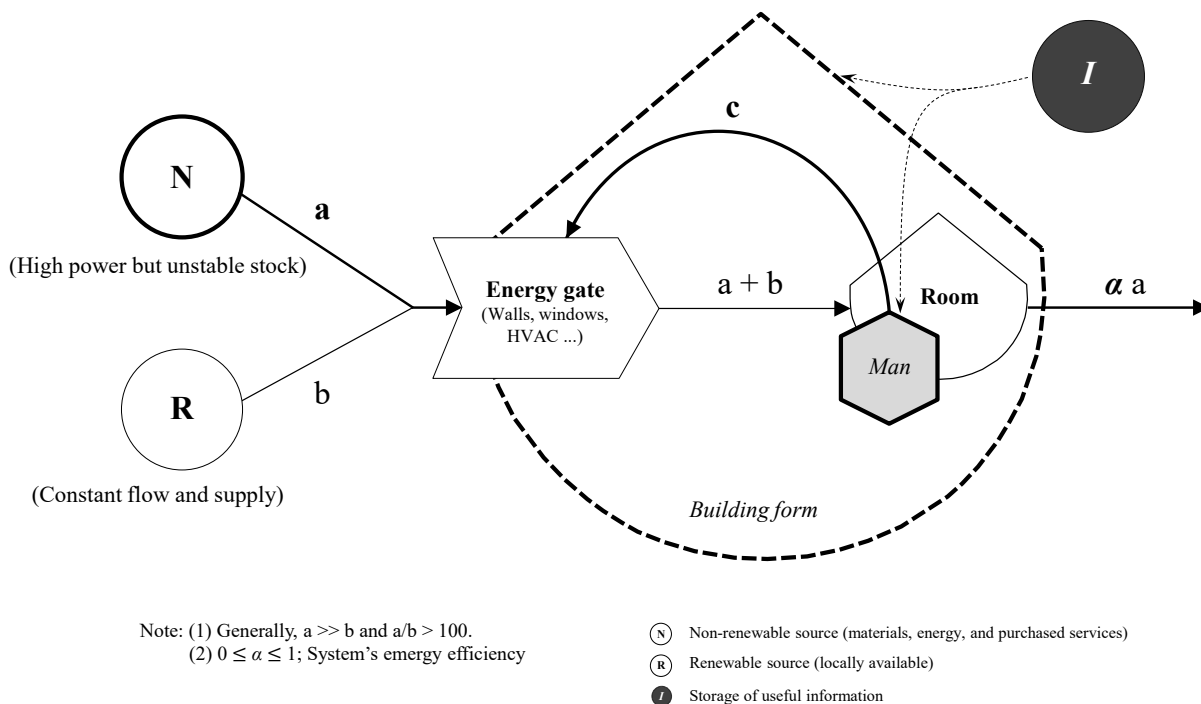 I
c
N
a
(High power but unstable stock)
Energy gate
(Walls, windows,
HVAC ...)
a + b
Room
α a
Man
R
b
(Constant flow and supply)
Building form
Note: (1) Generally, a >> b and a/b > 100.
(2) 0 ≤ α ≤ 1; System's emergy efficiency
N Non-renewable source (materials, energy, and purchased services)
R Renewable source (locally available)
I Storage of useful information